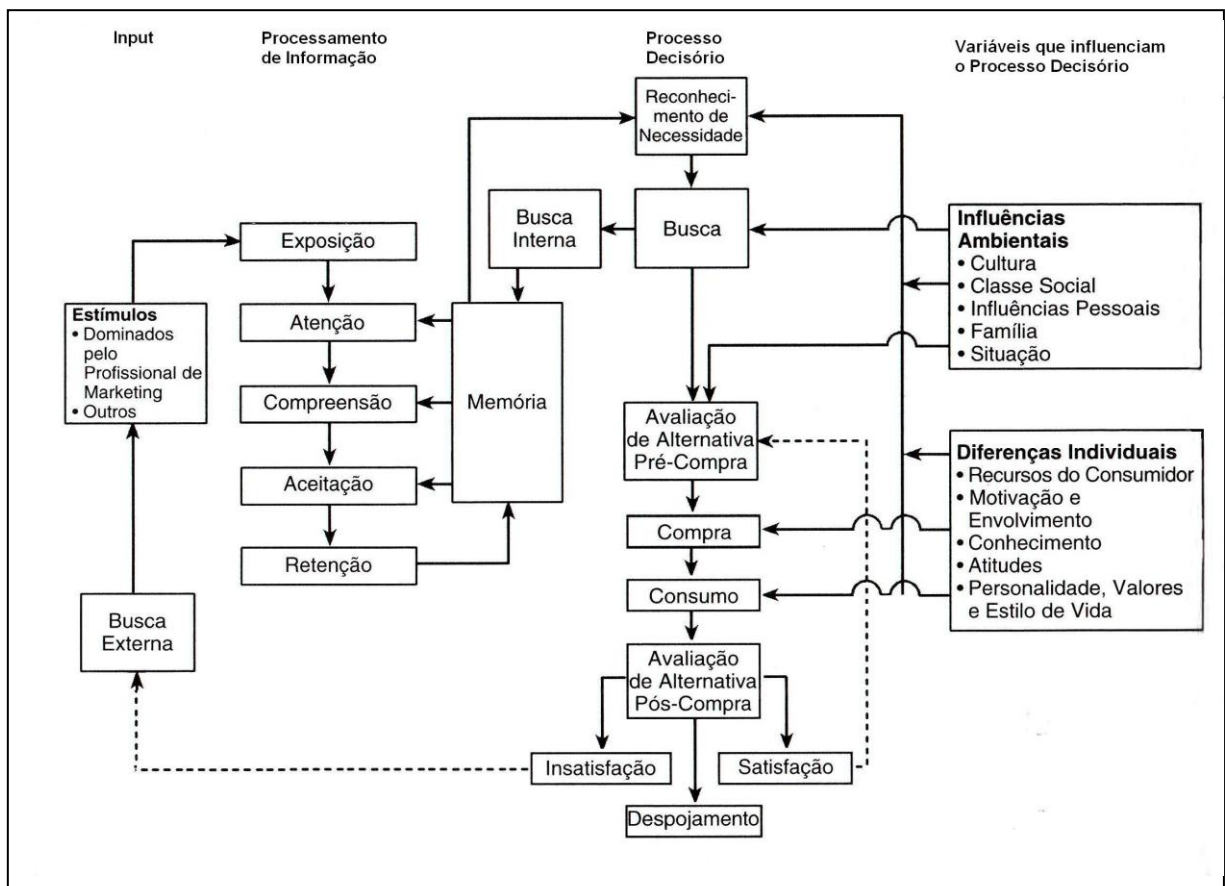 Input
Processamento
de Informação
Processo
Decisório
Variáveis que influenciam
o Processo Decisório
Reconheci-
mento de
Necessidade
Busca
Interna
Busca
Exposição
Atenção
Compreensão
Aceitação
Retenção
Memória
Estímulos
• Dominados
pelo
Profissional de
Marketing
• Outros
Busca
Externa
Influências
Ambientais
• Cultura
• Classe Social
• Influências Pessoais
• Família
• Situação
Avaliação
de Alternativa
Pré-Compra
Diferenças Individuais
• Recursos do Consumidor
• Motivação e
Envolvimento
• Conhecimento
• Atitudes
• Personalidade, Valores
e Estilo de Vida
Compra
Consumo
Avaliação
de Alternativa
Pós-Compra
Insatisfação
Satisfação
Despojamento